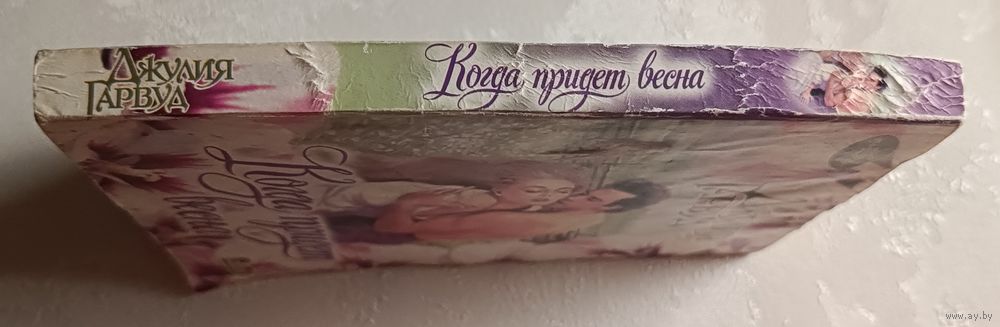 Джулия
ГАРВУД
Когда придет весна
Когда придет
весна
www.ay.by